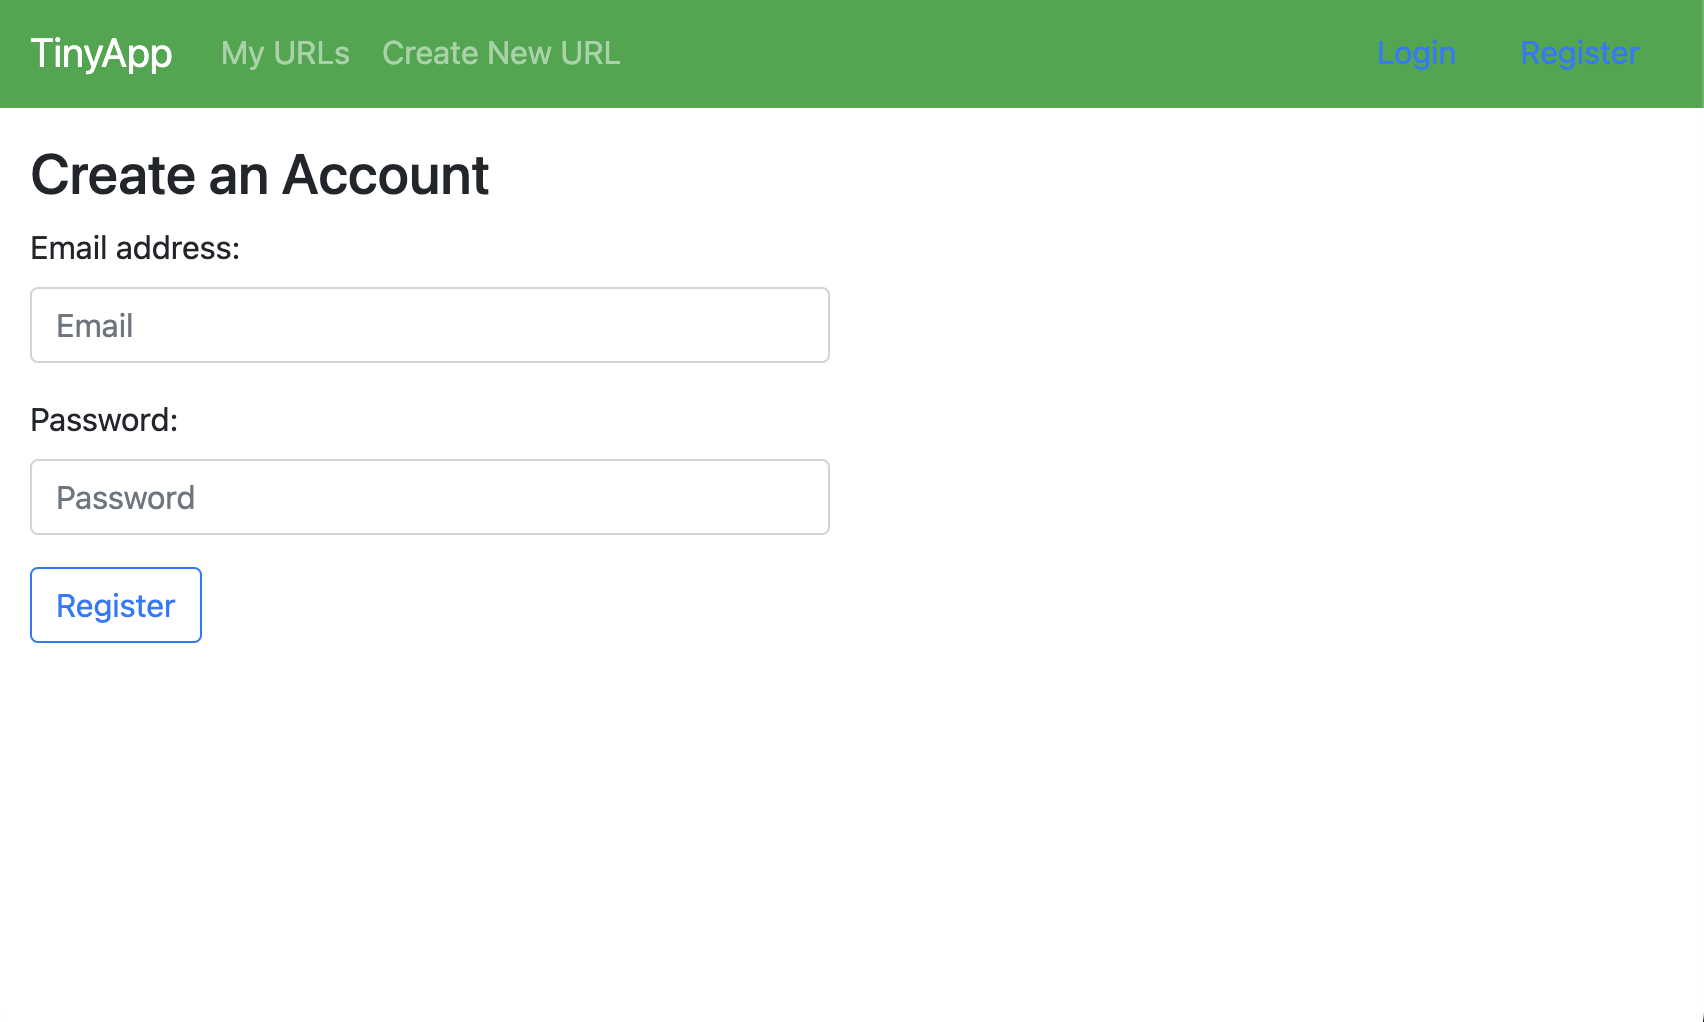 TinyApp My URLs Create New URL Login Register
Create an Account
Email address:
Email
Password:
Password
Register